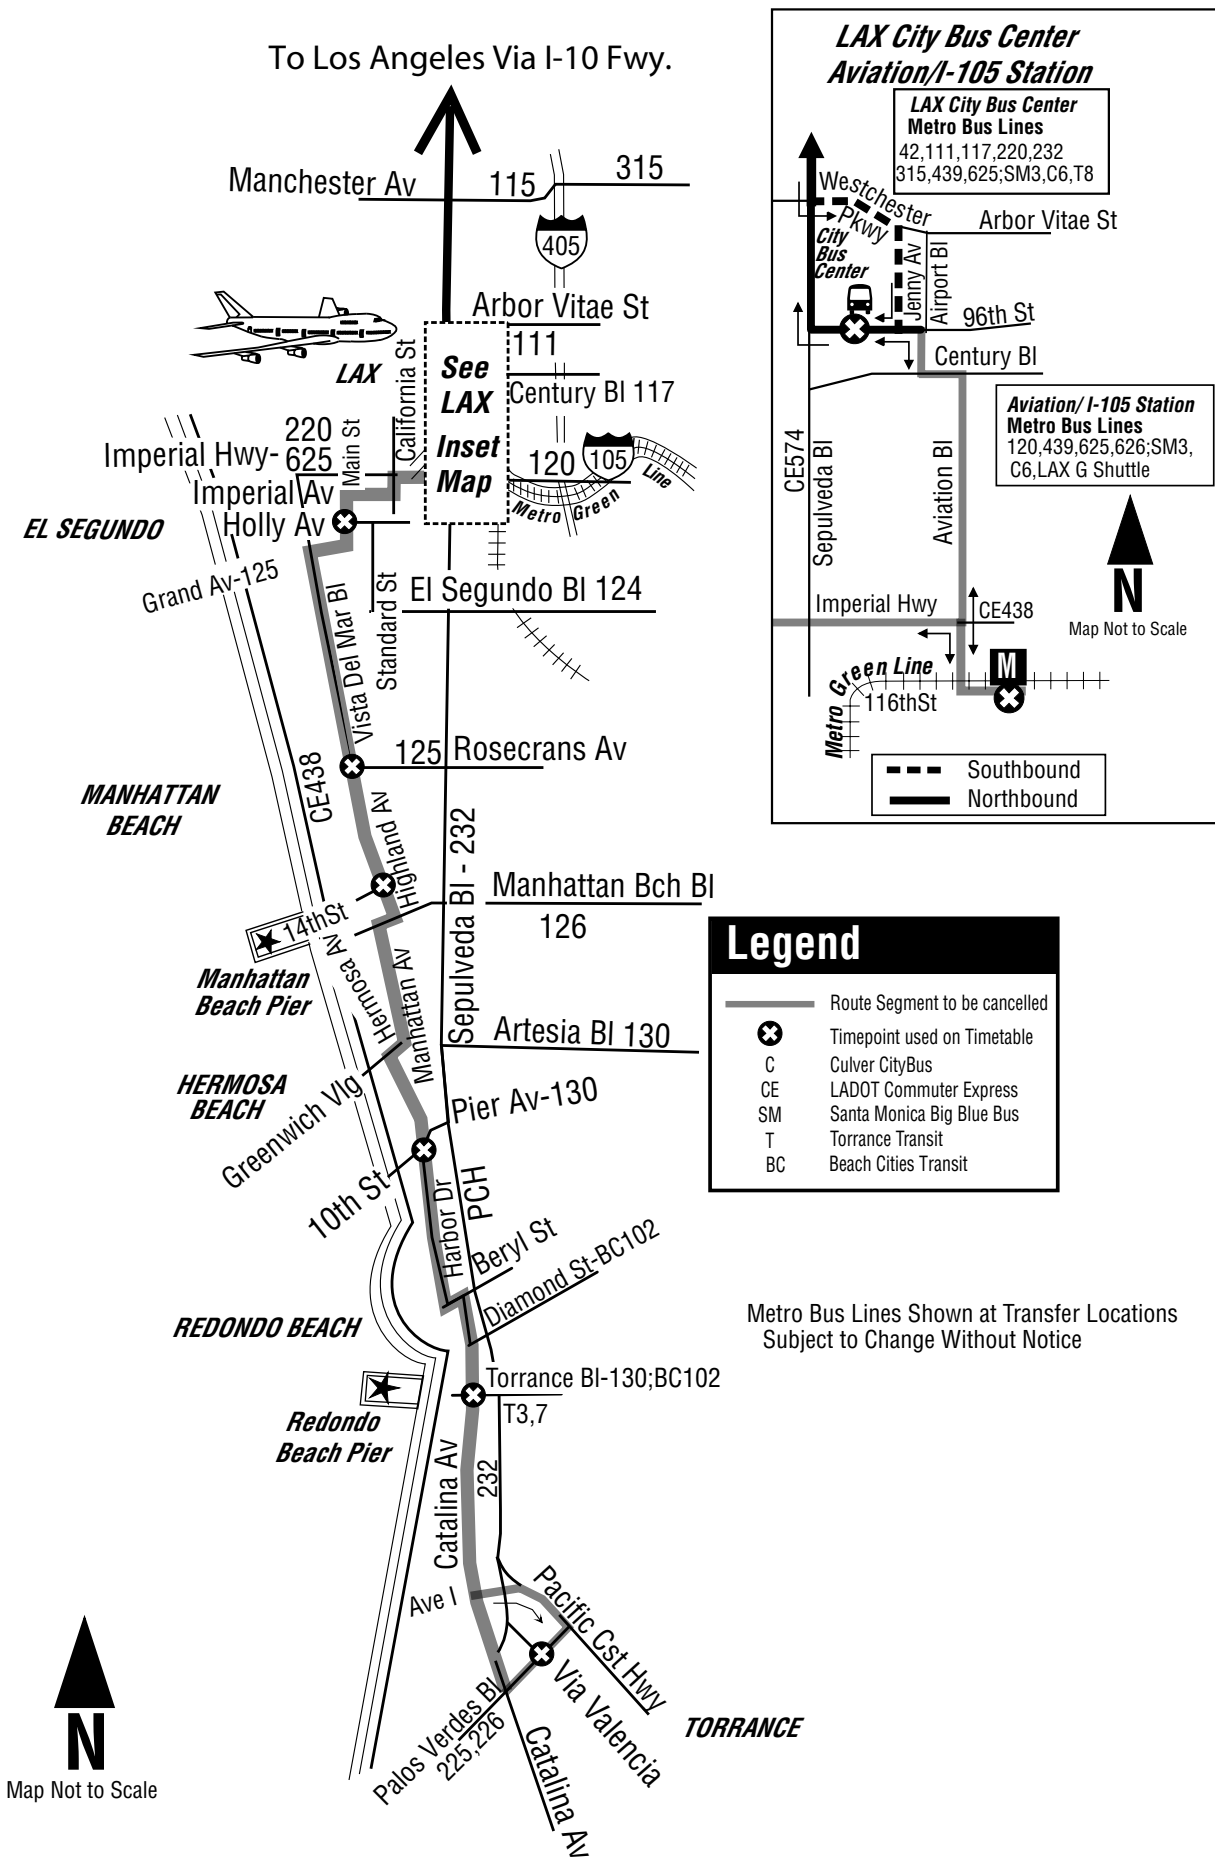 To Los Angeles Via I-10 Fwy.
Manchester Av
115
315
405
Arbor Vitae St
111
LAX
California St
See
LAX
Inset
Map
Century Bl 117
220
Imperial Hwy-
625
Main St
120
105
Line
Metro Green
Imperial Av
Holly Av
EL SEGUNDO
Grand Av-125
El Segundo Bl 124
Standard St
Vista Del Mar Bl
125
Rosecrans Av
CE438
MANHATTAN
BEACH
Highland Av
Sepulveda Bl - 232
Manhattan Bch Bl
126
14thSt
Manhattan
Beach Pier
Hermosa Av
Manhattan Av
Artesia Bl 130
HERMOSA
BEACH
Greenwich Vlg
Pier Av-130
10th St
PCH
Harbor Dr
Beryl St
Diamond St-BC102
REDONDO BEACH
Torrance Bl-130;BC102
T3,7
Redondo
Beach Pier
Catalina Av
232
Ave I
Pacific Cst Hwy
Via Valencia
Palos Verdes Bl
225,226
Catalina Av
TORRANCE
N
Map Not to Scale
LAX City Bus Center
Aviation/I-105 Station
LAX City Bus Center
Metro Bus Lines
42,111,117,220,232
315,439,625;SM3,C6,T8
Westchester
Pkwy
Arbor Vitae St
City
Bus
Center
Jenny Av
Airport Bl
96th St
Century Bl
Aviation/ I-105 Station
Metro Bus Lines
120,439,625,626;SM3,
C6,LAX G Shuttle
CE574
Sepulveda Bl
Aviation Bl
N
Map Not to Scale
Imperial Hwy
CE438
M
Metro Green Line
116thSt
Southbound
Northbound
Legend
Route Segment to be cancelled
Timepoint used on Timetable
C Culver CityBus
CE LADOT Commuter Express
SM Santa Monica Big Blue Bus
T Torrance Transit
BC Beach Cities Transit
Metro Bus Lines Shown at Transfer Locations
Subject to Change Without Notice